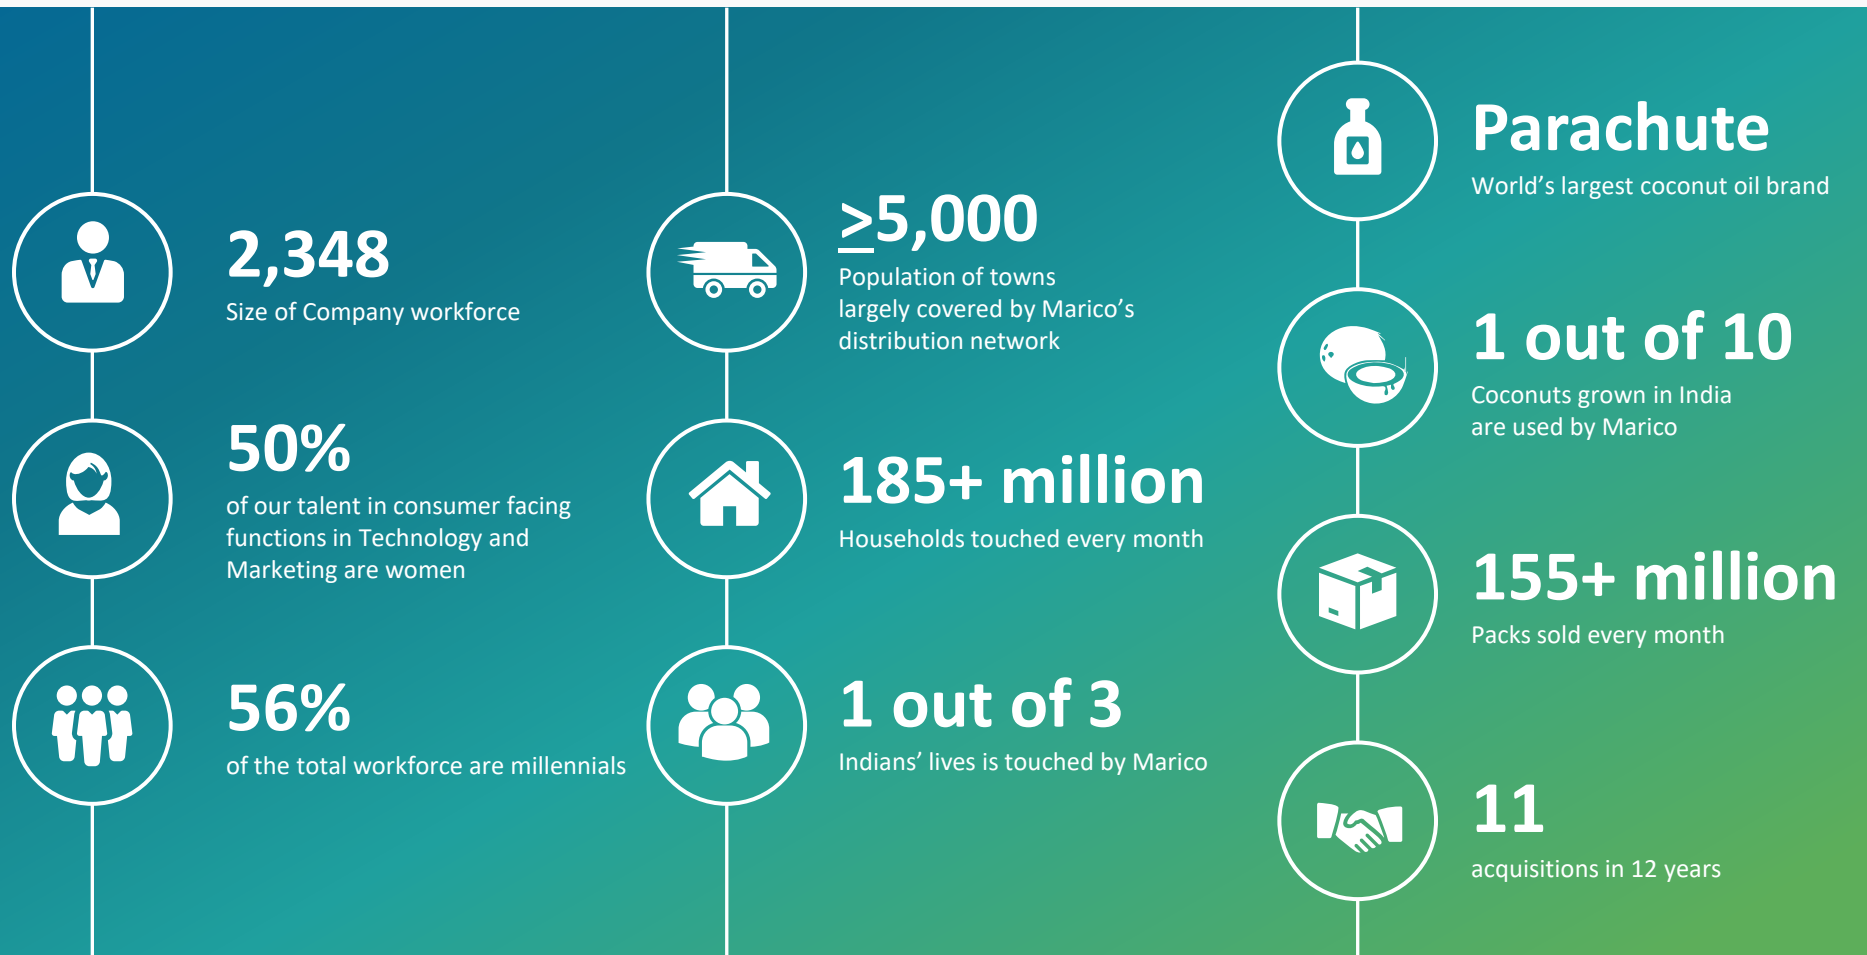 2,348
Size of Company workforce
50%
of our talent in consumer facing
functions in Technology and
Marketing are women
56%
of the total workforce are millennials
≥5,000
Population of towns
largely covered by Marico's
distribution network
185+ million
Households touched every month
1 out of 3
Indians' lives is touched by Marico
Parachute
World's largest coconut oil brand
1 out of 10
Coconuts grown in India
are used by Marico
155+ million
Packs sold every month
11
acquisitions in 12 years